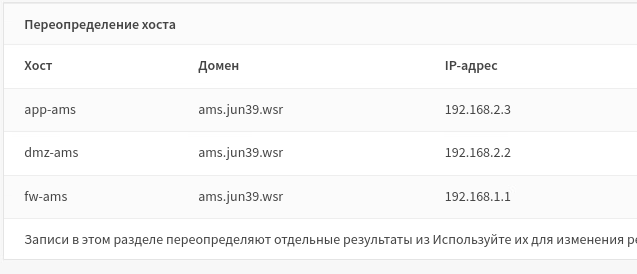 Переопределение хоста
Хост Домен IP-адрес
app-ams ams.jun39.wsr 192.168.2.3
dmz-ams ams.jun39.wsr 192.168.2.2
fw-ams ams.jun39.wsr 192.168.1.1
Записи в этом разделе переопределяют отдельные результаты из Используйте их для изменения